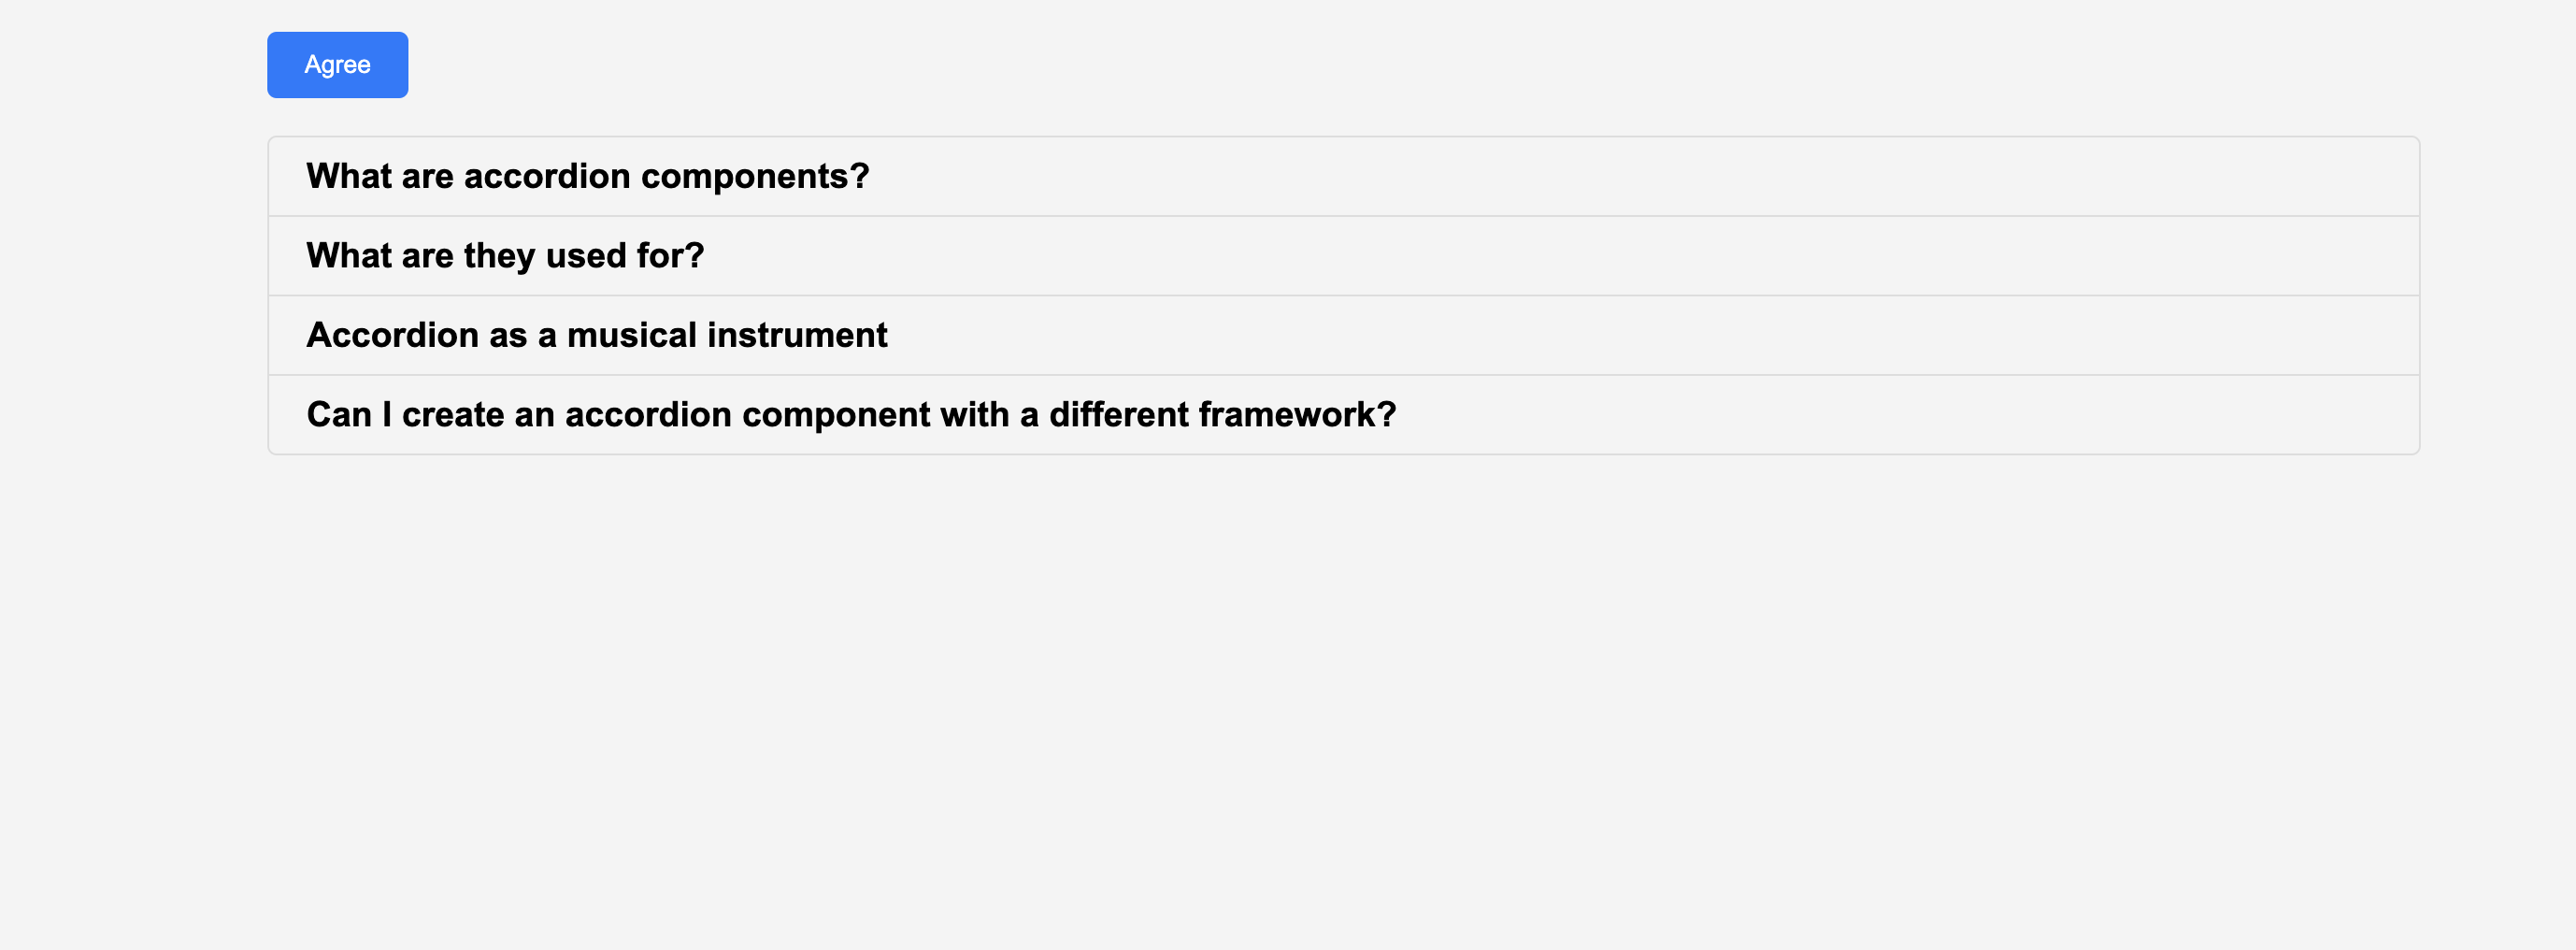 Agree
What are accordion components?
What are they used for?
Accordion as a musical instrument
Can I create an accordion component with a different framework?